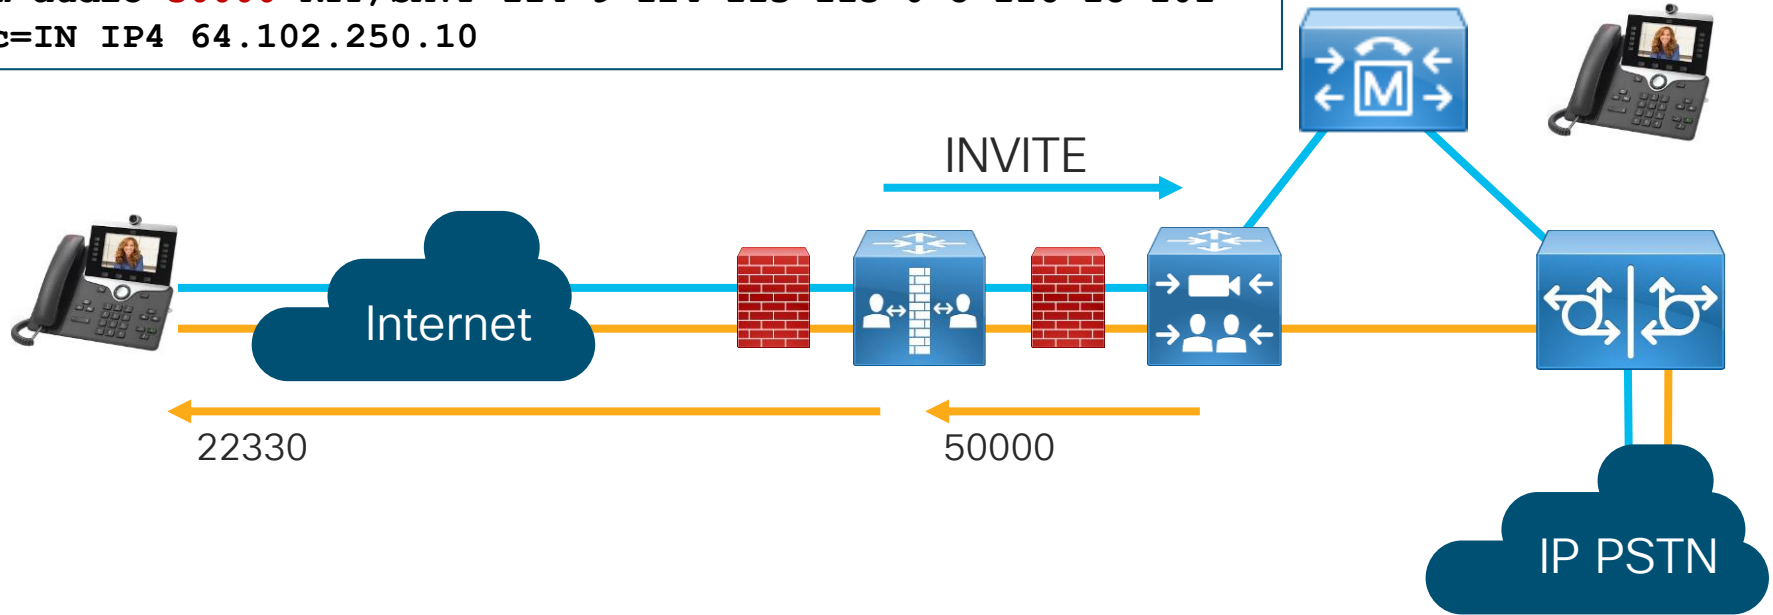 c=IN IP4 64.102.250.10
INVITE
M
Internet
22330
50000
IP PSTN